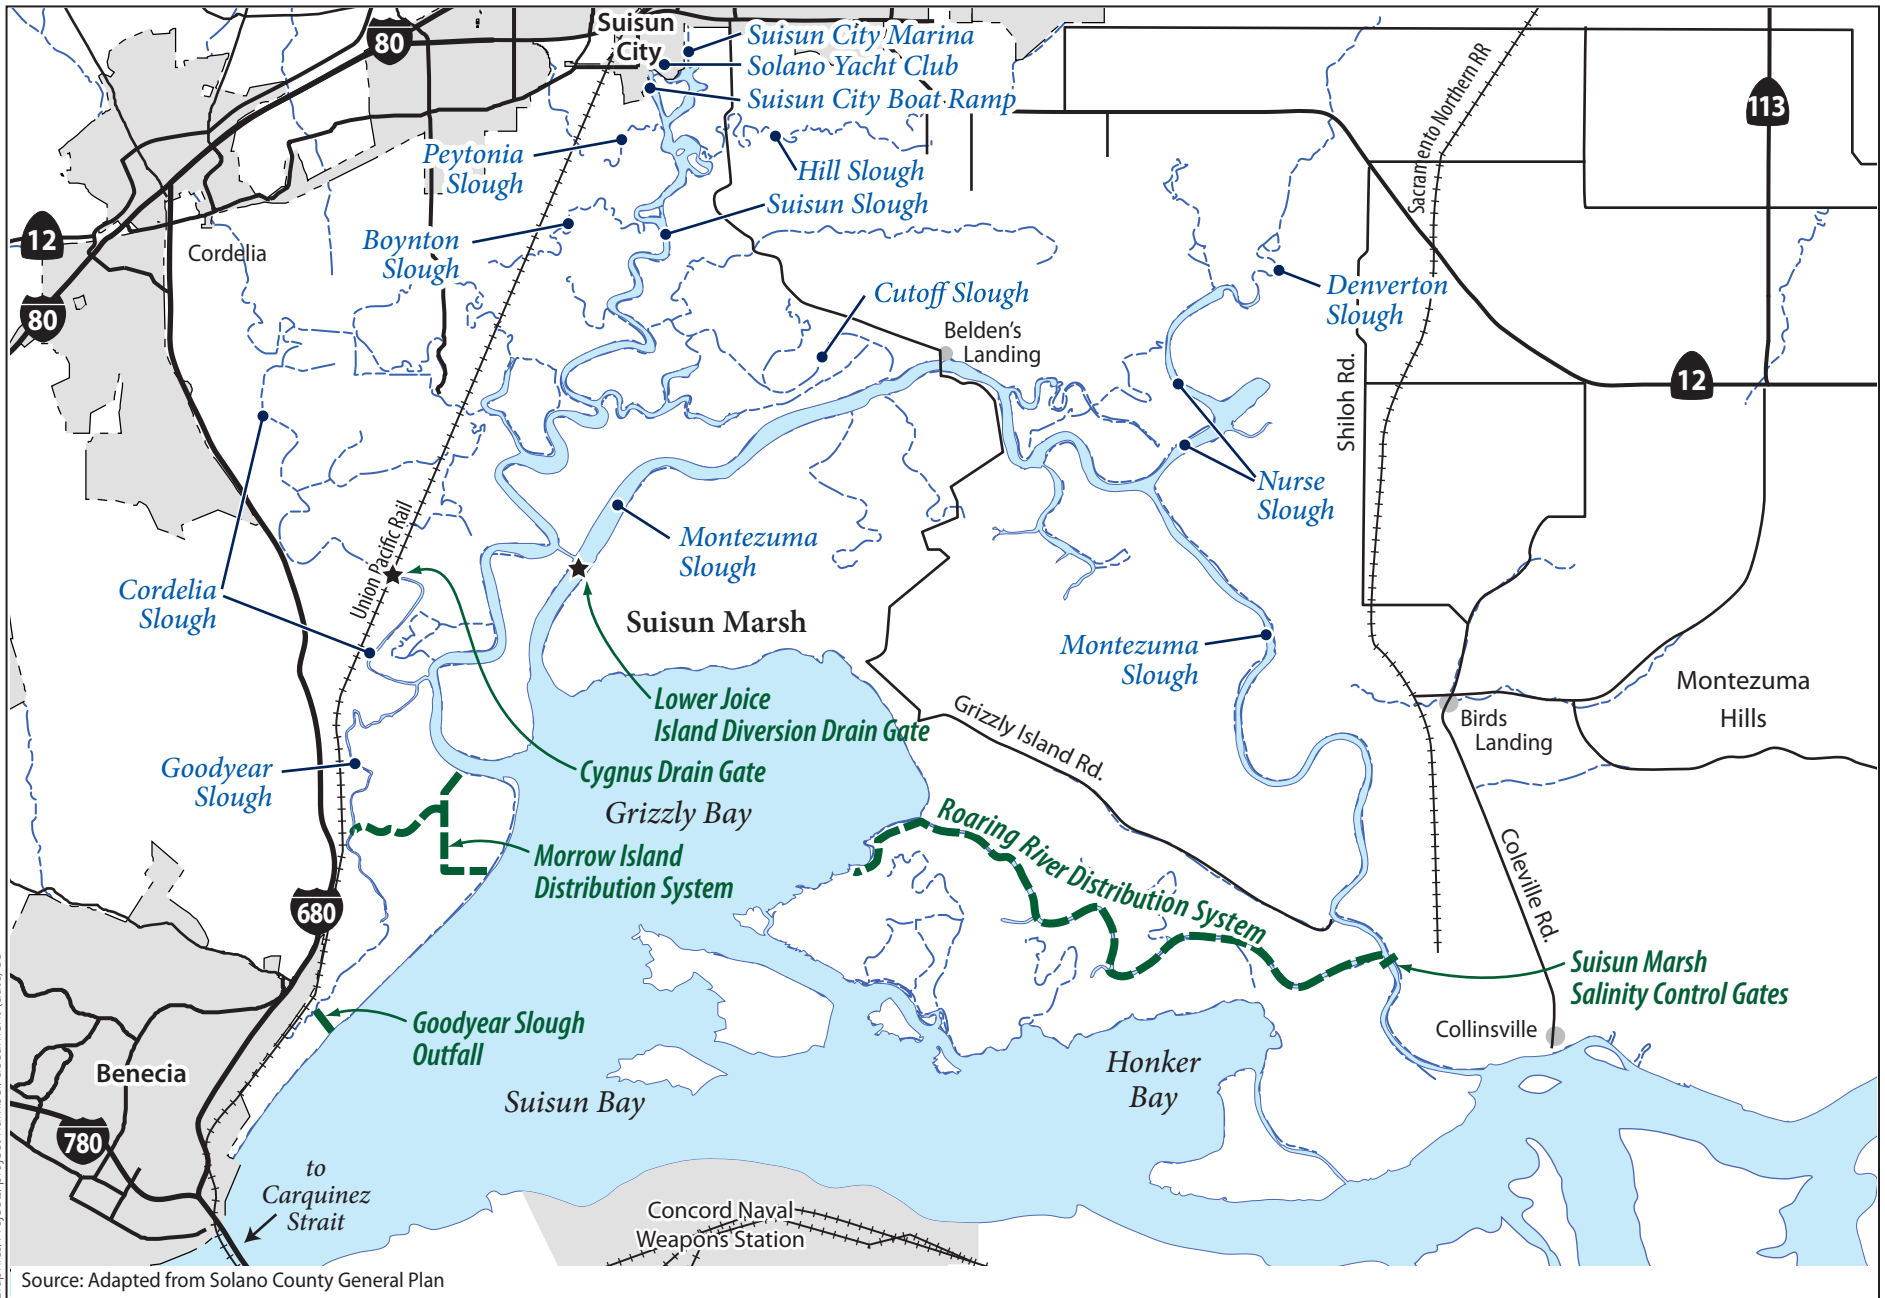 Suisun
City
Suisun City Marina
Solano Yacht Club
Suisun City Boat Ramp
80
113
Sacramento Northern RR
Peytonia
Slough
Hill Slough
Suisun Slough
12
Boynton
Slough
Cordelia
80
Cutoff Slough
Denverton
Slough
Belden's
Landing
Shiloh Rd.
12
Nurse
Slough
Union Pacific Rail
Montezuma
Slough
Cordelia
Slough
Suisun Marsh
Montezuma
Slough
Montezuma
Hills
Lower Joice
Island Diversion Drain Gate
Grizzly Island Rd.
Birds
Landing
Goodyear
Slough
Cygnus Drain Gate
Grizzly Bay
Roaring River Distribution System
Coleville Rd.
Morrow Island
Distribution System
680
Suisun Marsh
Salinity Control Gates
Goodyear Slough
Outfall
Collinsville
Benecia
Honker
Bay
Suisun Bay
780
to
Carquinez
Strait
Concord Naval
Weapons Station
Source: Adapted from Solano County General Plan